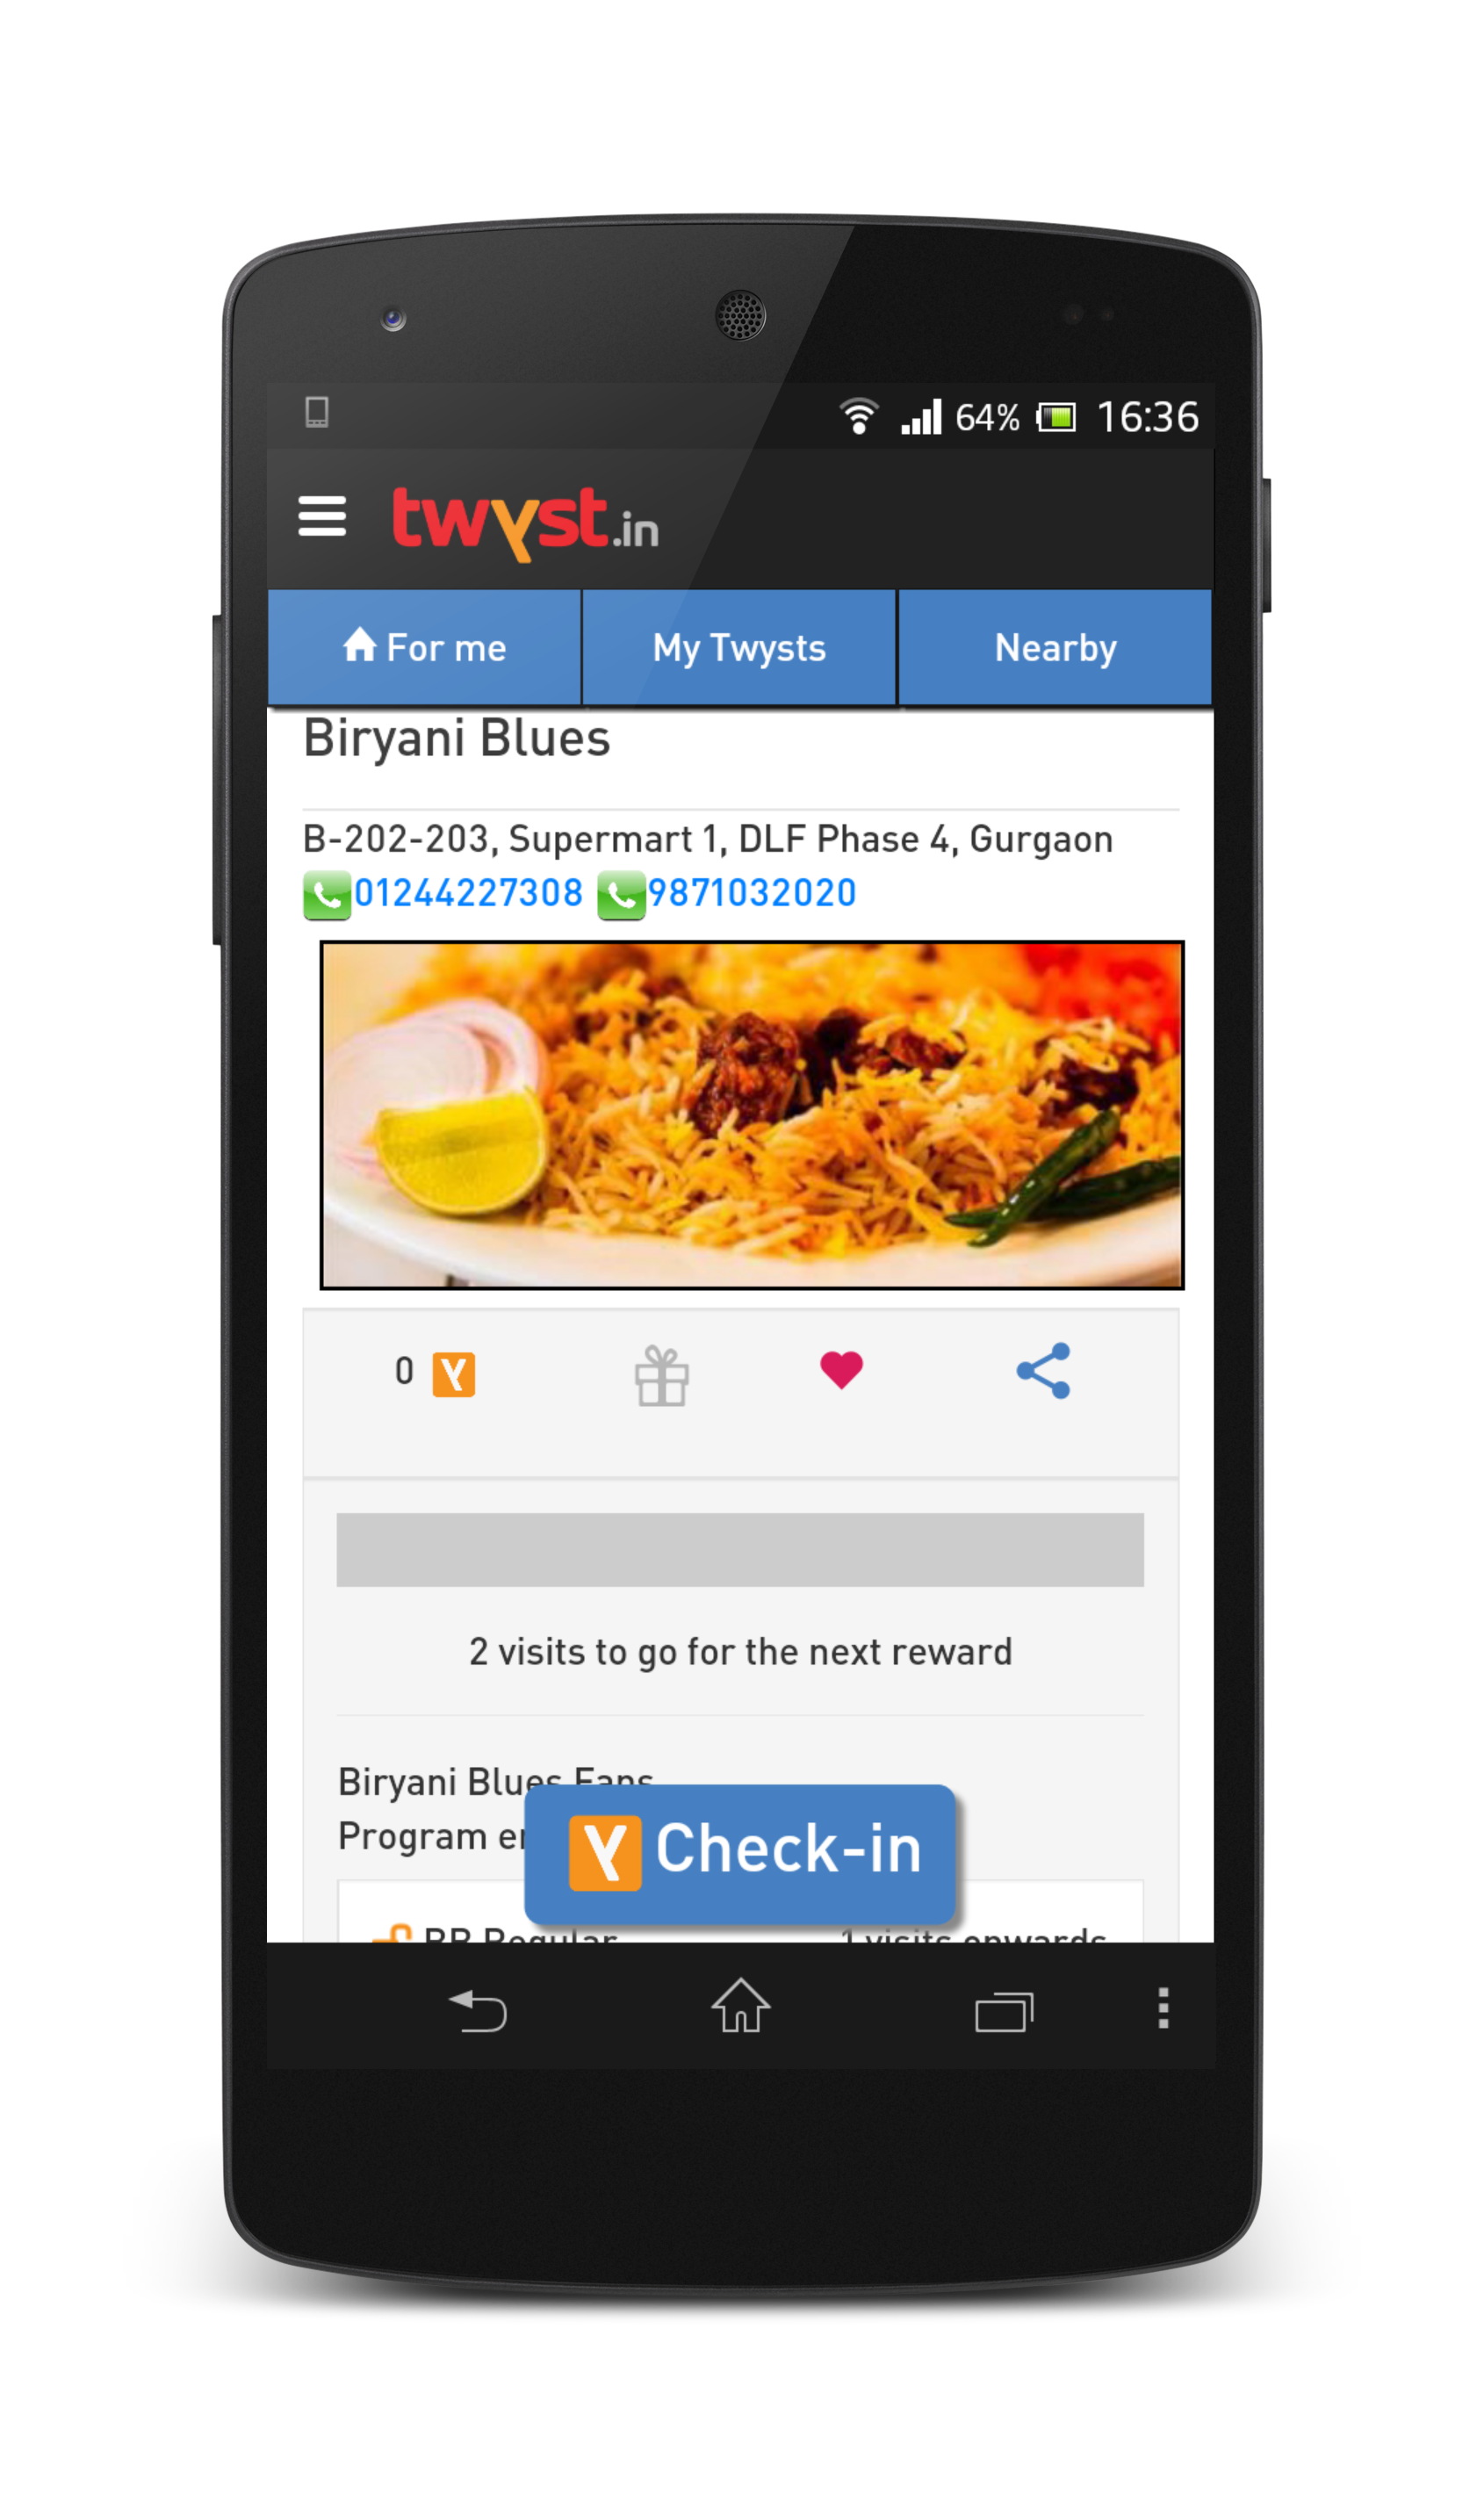 64% 16:36
twyst.in
For me My Twysts Nearby
Biryani Blues
B-202-203, Supermart 1, DLF Phase 4, Gurgaon
01244227308 9871032020
0
2 visits to go for the next reward
Biryani Blues Fans
Program
Check-in
BB Regular 1 visits onwards